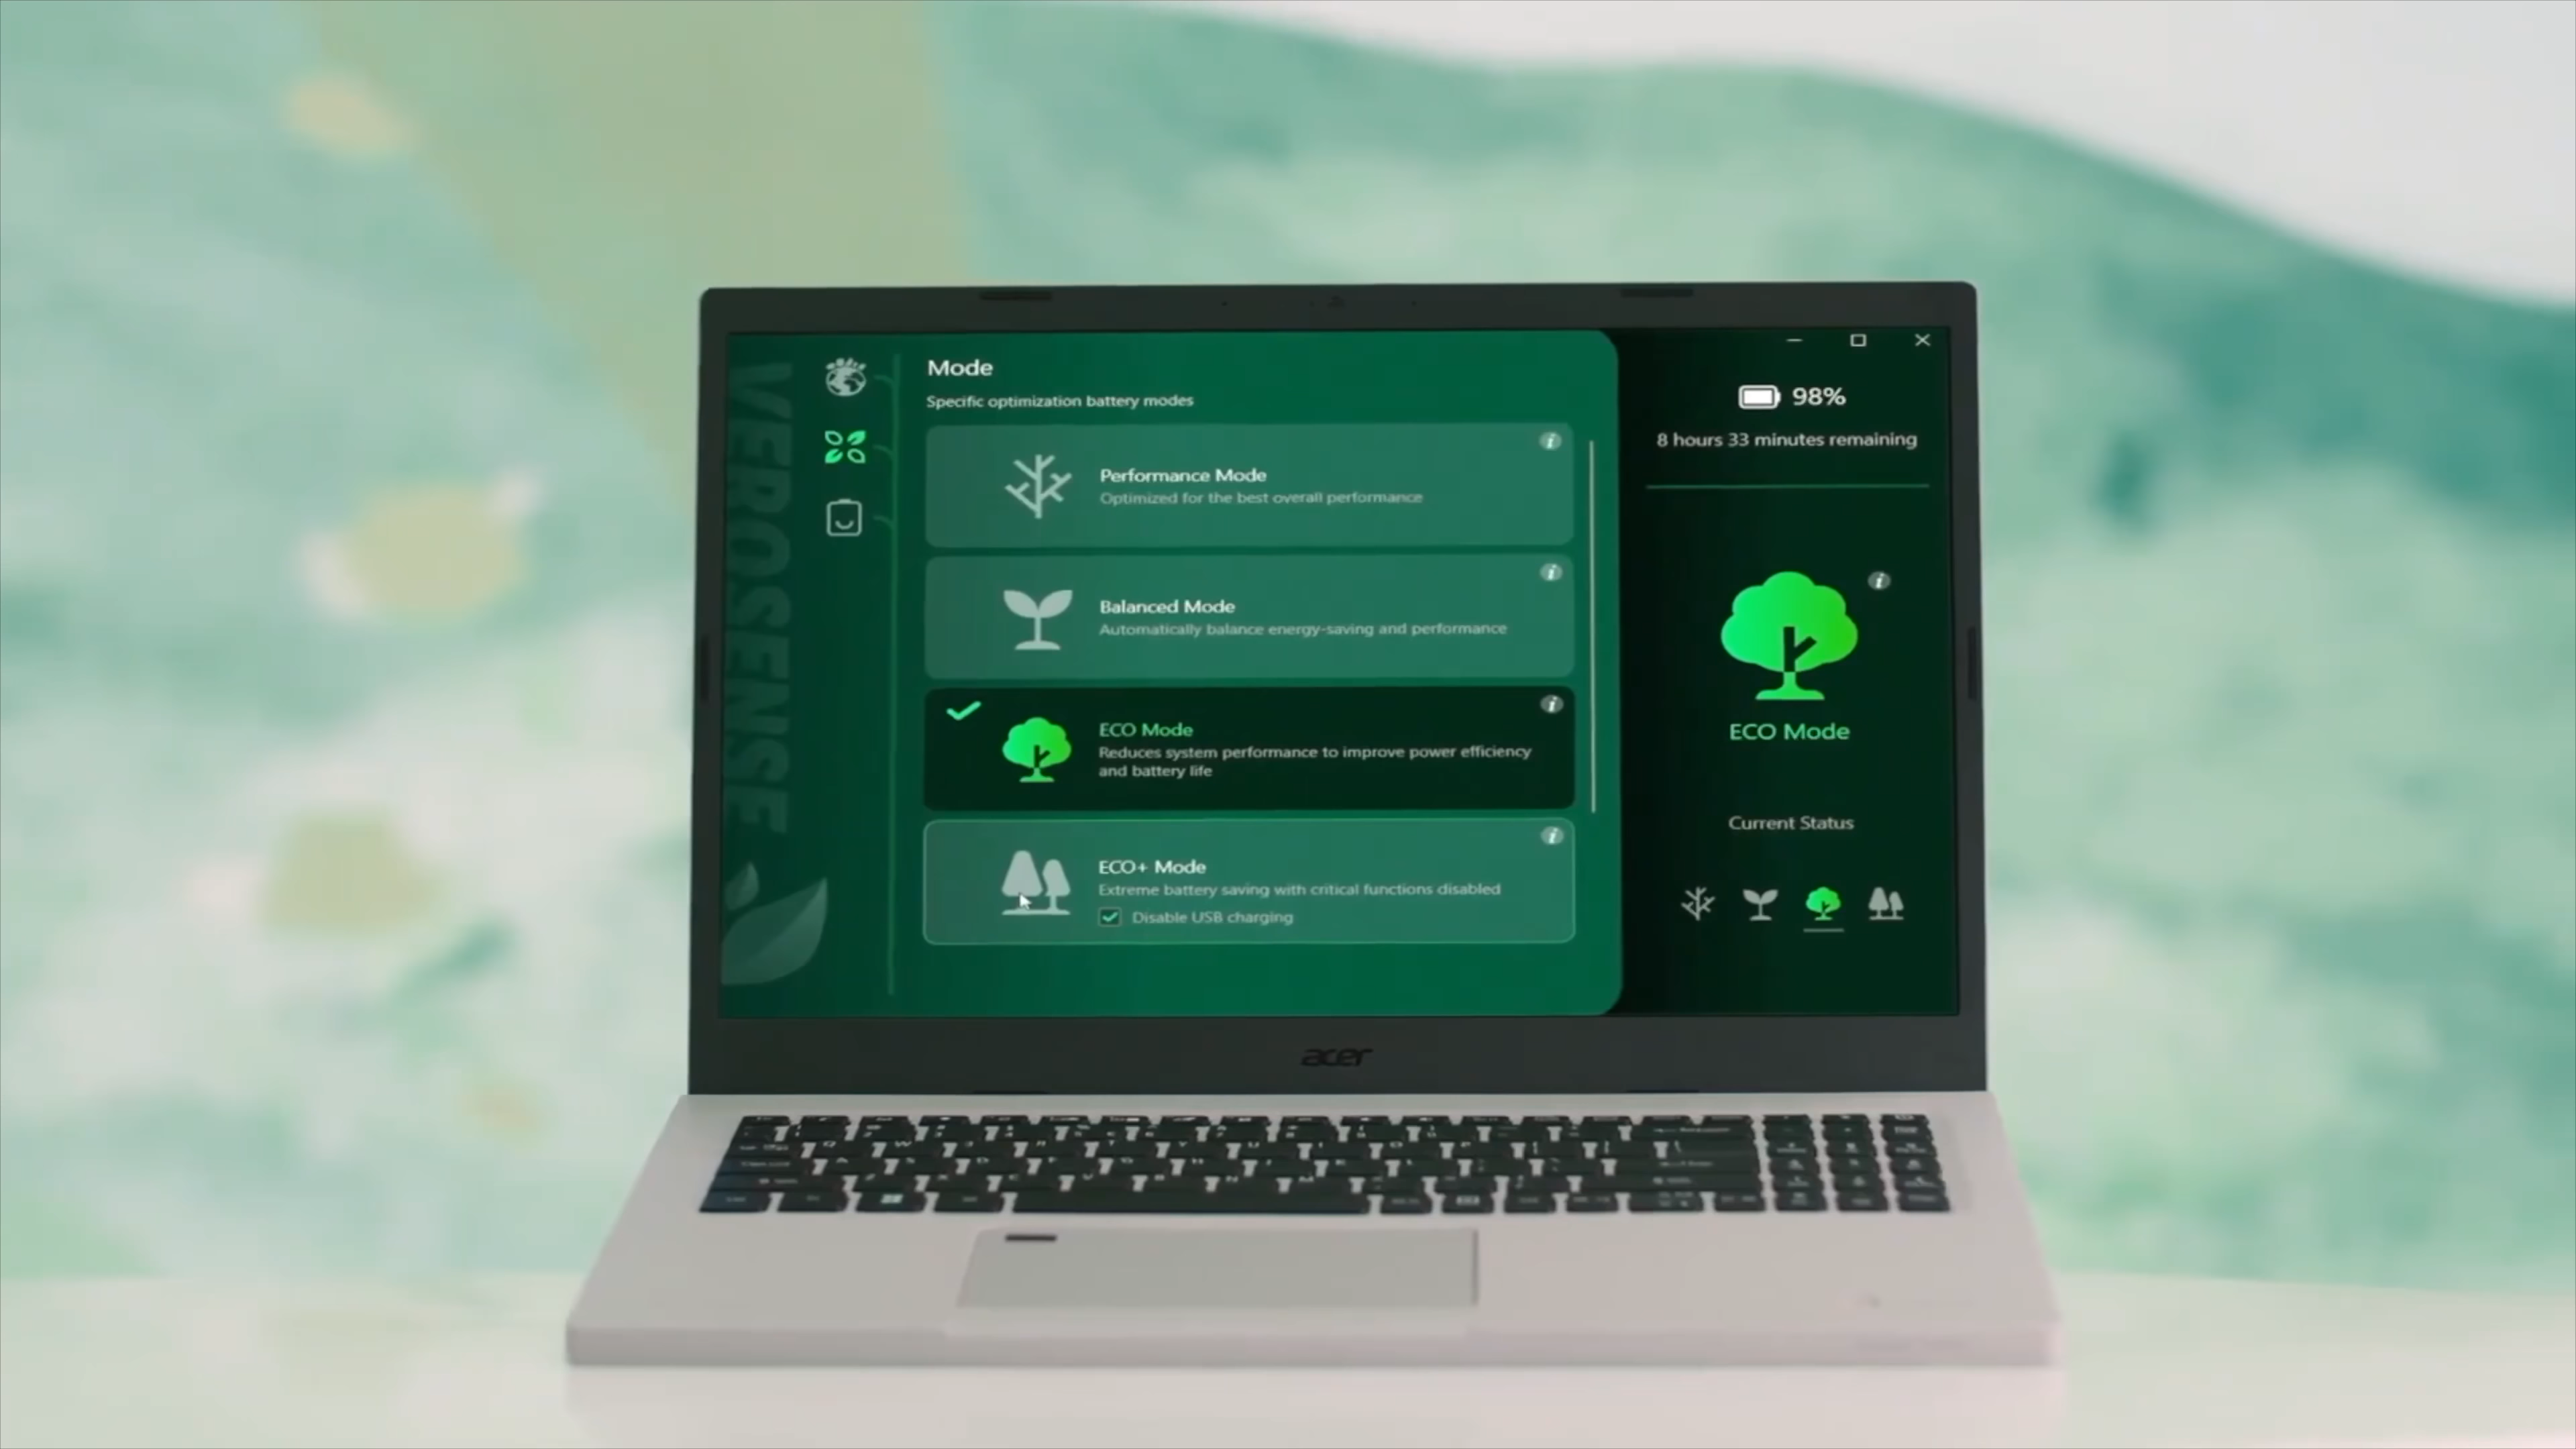 VEROSENSE
Mode
Specific optimization battery modes
Performance Mode
Optimized for the best overall performance
Balanced Mode
Automatically balance energy-saving and performance
ECO Mode
Reduces system performance to improve power efficiency
and battery life
ECO+ Mode
Extreme battery saving with critical functions disabled
Disable USB charging
98%
8 hours 33 minutes remaining
ECO Mode
Current Status
acer